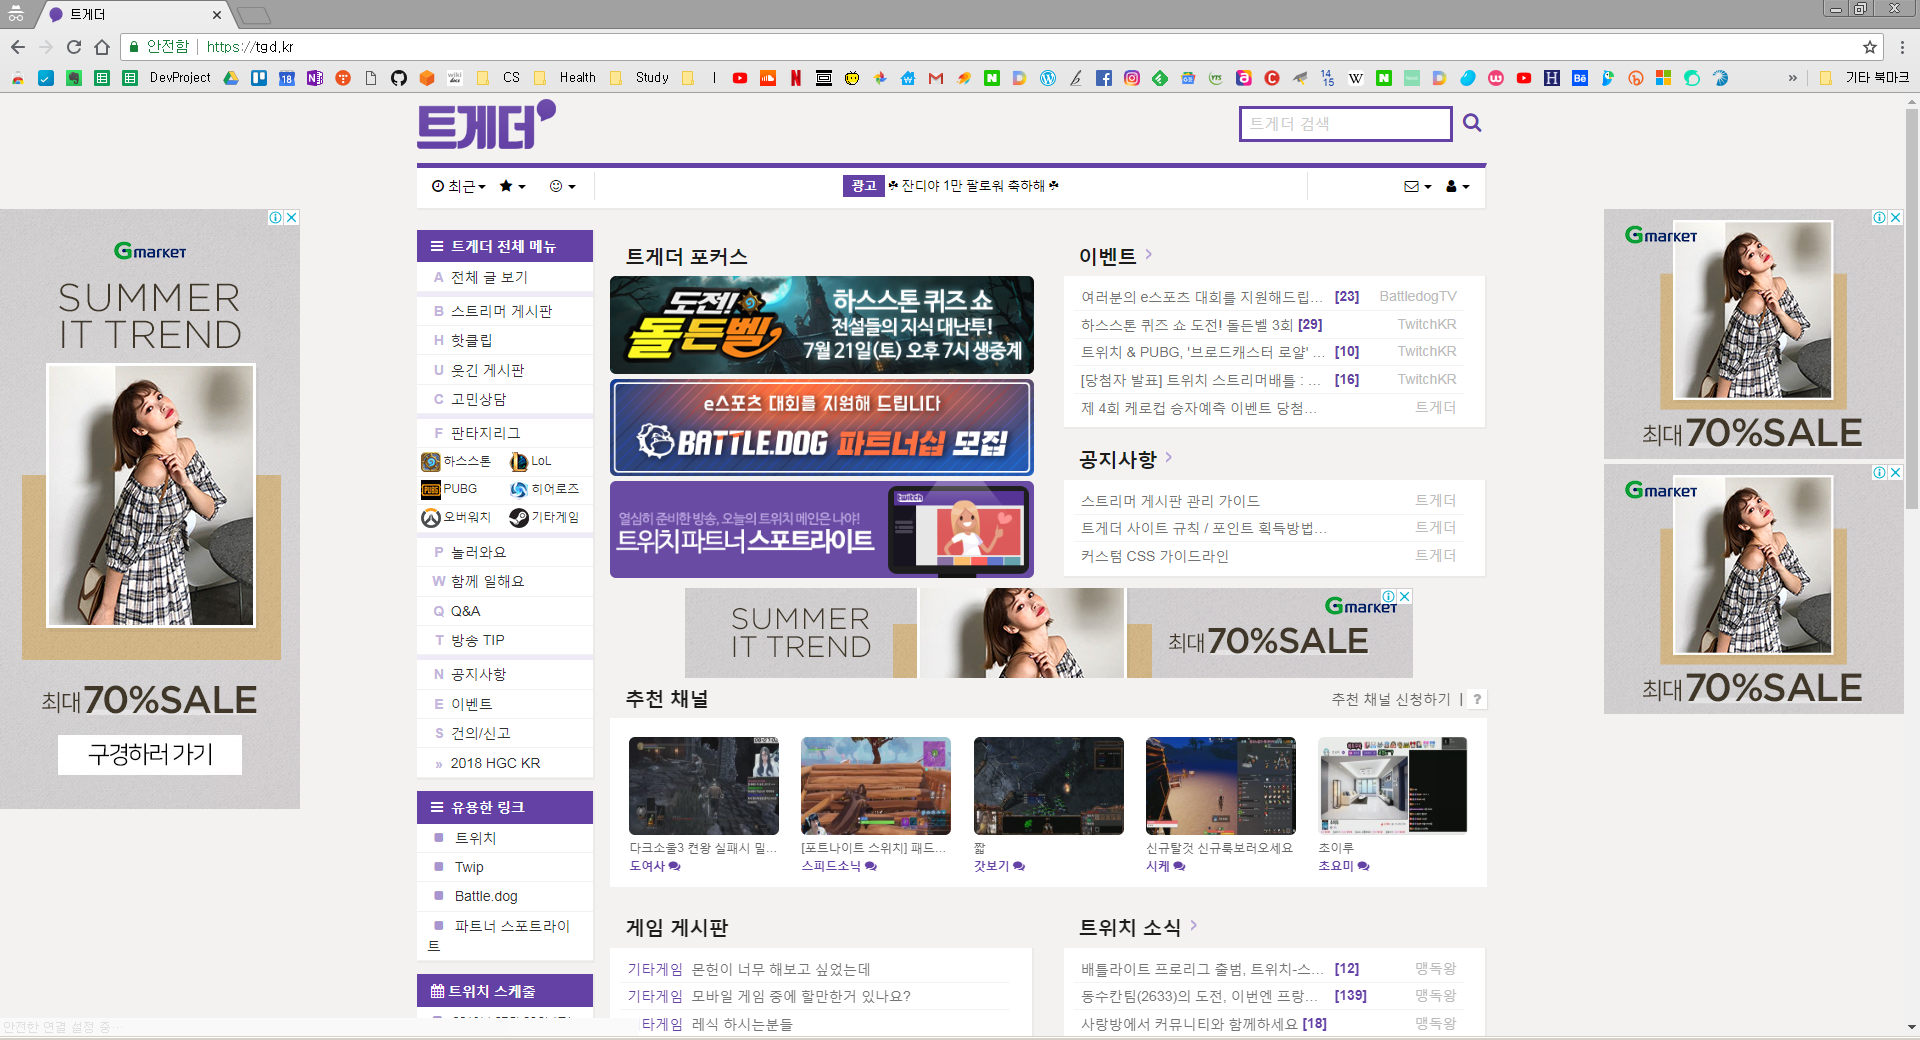 트게더
안전함 | https://tgd.kr
DevProject
CS
Health
Study
기타 북마크
트게더
트게더 검색
최근
광고 ☘ 잔디야 1만 팔로워 축하해 ☘
Gmarket
SUMMER
IT TREND
최대 70%SALE
구경하러 가기
트게더 전체 메뉴
A 전체 글 보기
B 스트리머 게시판
H 핫클립
U 웃긴 게시판
C 고민상담
F 판타지리그
하스스톤 LoL
PUBG 히어로즈
오버워치 기타게임
P 놀러와요
W 함께 일해요
Q Q&A
T 방송 TIP
N 공지사항
E 이벤트
S 건의/신고
» 2018 HGC KR
유용한 링크
트위치
Twip
Battle.dog
파트너 스포트라이
트
트위치 스케줄
안전한 연결 설정 중…
트게더 포커스
도전!
돌든벨
하스스톤 퀴즈 쇼
전설들의 지식 대난투!
7월 21일(토) 오후 7시 생중계
e스포츠 대회를 지원해 드립니다
BATTLE.DOG 파트너십 모집
열심히 준비한 방송, 오늘의 트위치 메인은 나야!
트위치 파트너 스포트라이트
twitch
이벤트
여러분의 e스포츠 대회를 지원해드립... [23] BattledogTV
하스스톤 퀴즈 쇼 도전! 돌든벨 3회 [29] TwitchKR
트위치 & PUBG, '브로드캐스터 로얄' ... [10] TwitchKR
[당첨자 발표] 트위치 스트리머배틀 : ... [16] TwitchKR
제 4회 케로컵 승자예측 이벤트 당첨... 트게더
공지사항
스트리머 게시판 관리 가이드 트게더
트게더 사이트 규칙 / 포인트 획득방법... 트게더
커스텀 CSS 가이드라인 트게더
SUMMER
IT TREND
Gmarket
최대 70%SALE
추천 채널
추천 채널 신청하기 | ?
다크소울3 켠왕 실패시 밀...
도여사
[포트나이트 스위치] 패드...
스피드소닉
짧
갓보기
신규탈것 신규룩보러오세요
시케
초이루
초요미
게임 게시판
기타게임 몬헌이 너무 해보고 싶었는데
기타게임 모바일 게임 중에 할만한거 있나요?
타게임 레식 하시는분들
트위치 소식
배틀라이트 프로리그 출범, 트위치-스... [12] 맹독왕
동수칸팀(2633)의 도전, 이번엔 프랑... [139] 맹독왕
사랑방에서 커뮤니티와 함께하세요 [18] 맹독왕
Gmarket
최대 70%SALE
Gmarket
최대 70%SALE